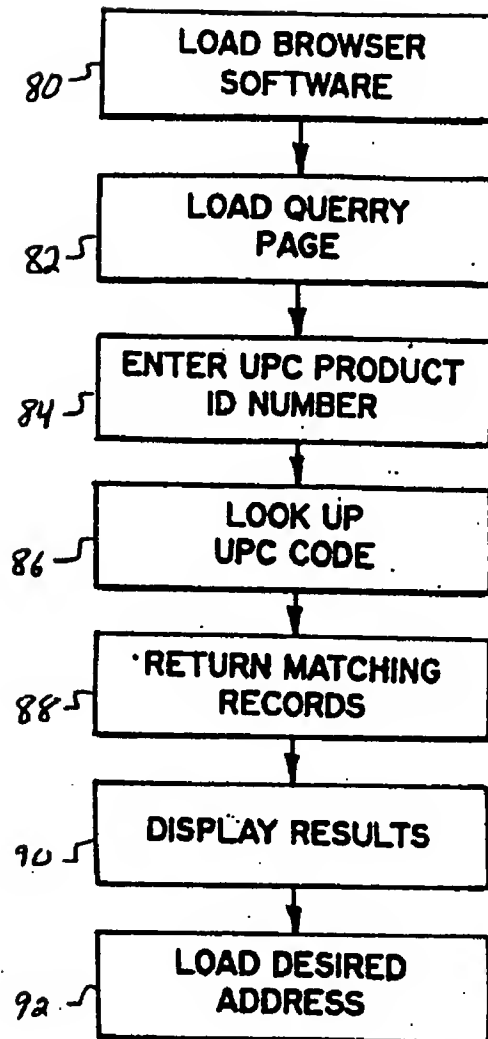 80
LOAD BROWSER
SOFTWARE
82
LOAD QUERRY
PAGE
84
ENTER UPC PRODUCT
ID NUMBER
86
LOOK UP
UPC CODE
88
RETURN MATCHING
RECORDS
90
DISPLAY RESULTS
92
LOAD DESIRED
ADDRESS